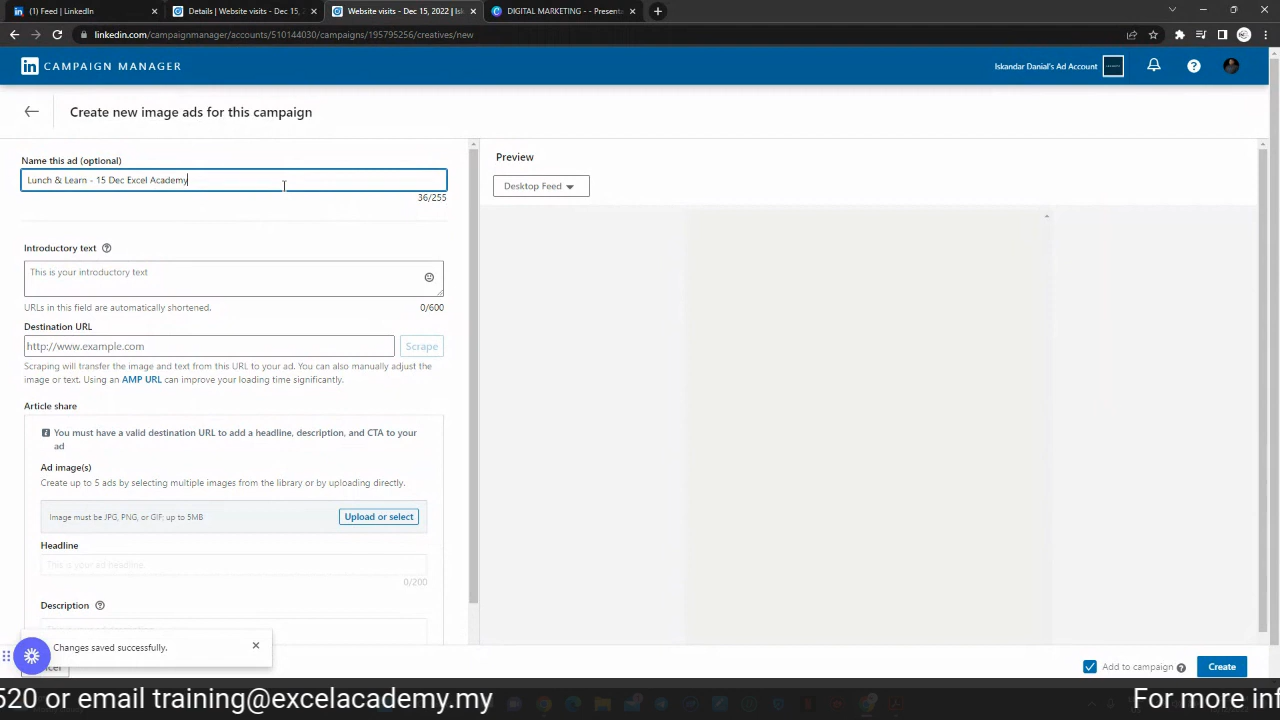 (1) Feed | LinkedIn
Details | Website visits - Dec 15,
Website visits - Dec 15, 2022 | Isk
DIGITAL MARKETING - - Presenta
linkedin.com/campaignmanager/accounts/510144030/campaigns/195795256/creatives/new
in CAMPAIGN MANAGER
Iskandar Danial's Ad Account
Create new image ads for this campaign
Name this ad (optional)
Lunch & Learn - 15 Dec Excel Academy
36/255
Introductory text
This is your introductory text
URLs in this field are automatically shortened.
0/600
Destination URL
http://www.example.com
Scrape
Scraping will transfer the image and text from this URL to your ad. You can also manually adjust the
image or text. Using an AMP URL can improve your loading time significantly.
Article share
You must have a valid destination URL to add a headline, description, and CTA to your
ad
Ad image(s)
Create up to 5 ads by selecting multiple images from the library or by uploading directly.
Image must be JPG, PNG, or GIF; up to 5MB
Upload or select
Headline
This is your ad headline
0/200
Description
Changes saved successfully.
Preview
Desktop Feed
Add to campaign
Create
520 or email training@excelacademy.my
For more inf